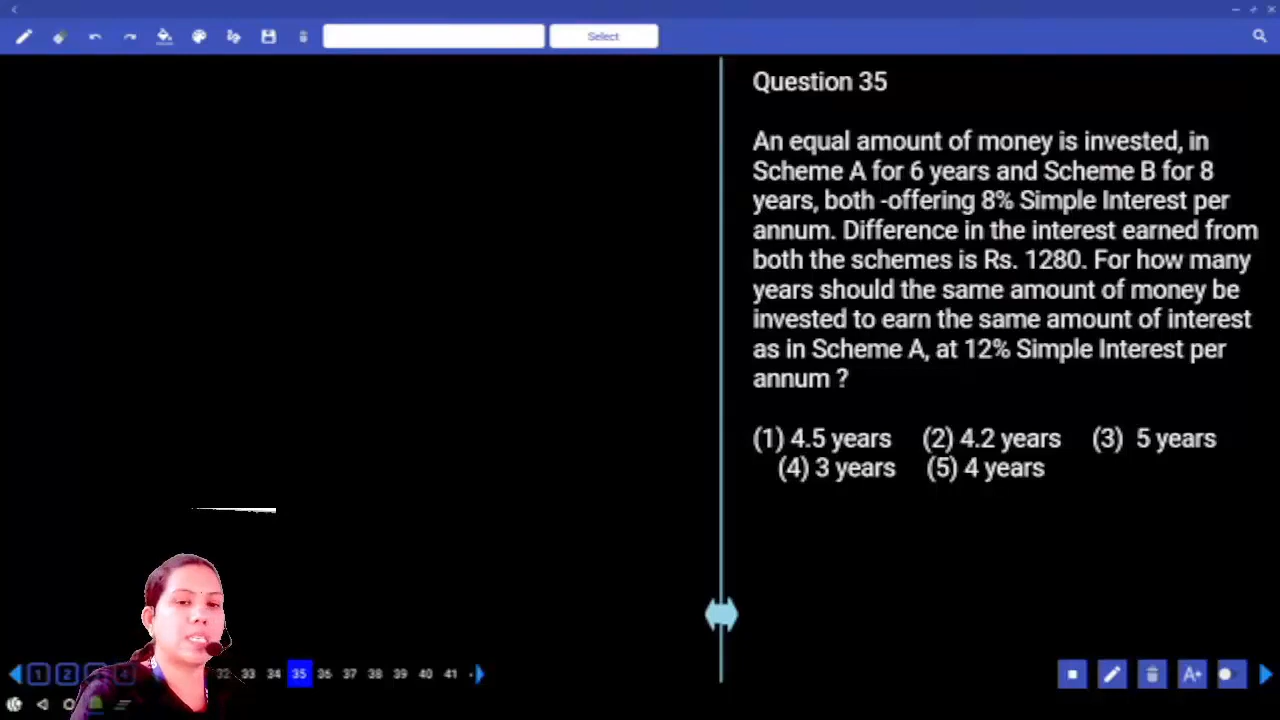 Select
Question 35
An equal amount of money is invested, in
Scheme A for 6 years and Scheme B for 8
years, both -offering 8% Simple Interest per
annum. Difference in the interest earned from
both the schemes is Rs. 1280. For how many
years should the same amount of money be
invested to earn the same amount of interest
as in Scheme A, at 12% Simple Interest per
annum ?
(1) 4.5 years (2) 4.2 years (3) 5 years
(4) 3 years (5) 4 years
1 2 4 32 33 34 35 36 37 38 39 40 41
A+